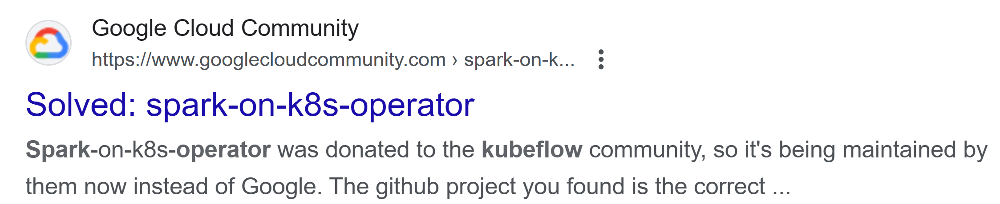 Google Cloud Community
https://www.googlecloudcommunity.com › spark-on-k...
Solved: spark-on-k8s-operator
Spark-on-k8s-operator was donated to the kubeflow community, so it's being maintained by
them now instead of Google. The github project you found is the correct ...